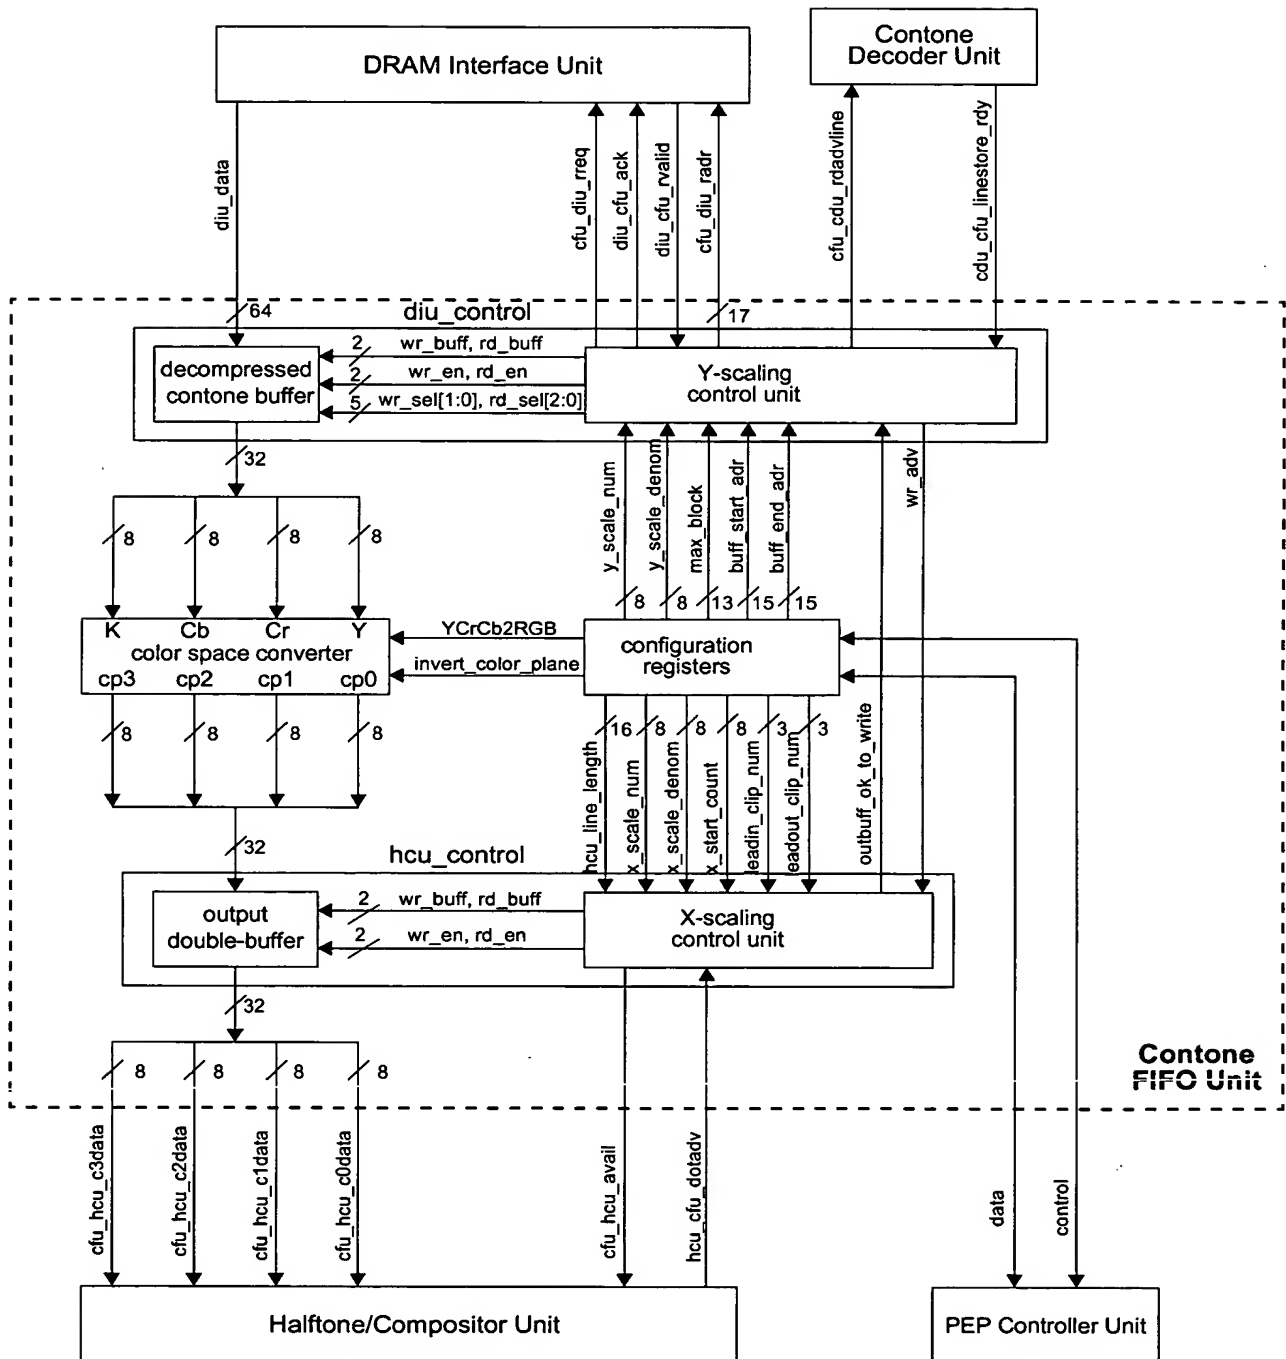 DRAM Interface Unit
Contone
Decoder Unit
diu_data
cfu_diu_rreq
diu_cfu_ack
diu_cfu_rvalid
cfu_diu_radr
cfu_cdu_rdadvline
cdu_cfu_linestore_rdy
64
17
diu_control
decompressed
contone buffer
2
wr_buff, rd_buff
2
wr_en, rd_en
5
wr_sel[1:0], rd_sel[2:0]
Y-scaling
control unit
32
8
8
8
8
y_scale_num
y_scale_denom
max_block
buff_start_adr
buff_end_adr
wr_adv
8
8
13
15
15
K
Cb
Cr
Y
color space converter
cp3
cp2
cp1
cp0
YCrCb2RGB
invert_color_plane
configuration
registers
8
8
8
8
16
8
8
8
3
3
hcu_line_length
x_scale_num
x_scale_denom
x_start_count
leadin_clip_num
leadout_clip_num
outbuff_ok_to_write
32
hcu_control
output
double-buffer
2
wr_buff, rd_buff
2
wr_en, rd_en
X-scaling
control unit
32
8
8
8
8
Contone
FIFO Unit
cfu_hcu_c3data
cfu_hcu_c2data
cfu_hcu_c1data
cfu_hcu_c0data
cfu_hcu_avail
hcu_cfu_dotadv
data
control
Halftone/Compositor Unit
PEP Controller Unit